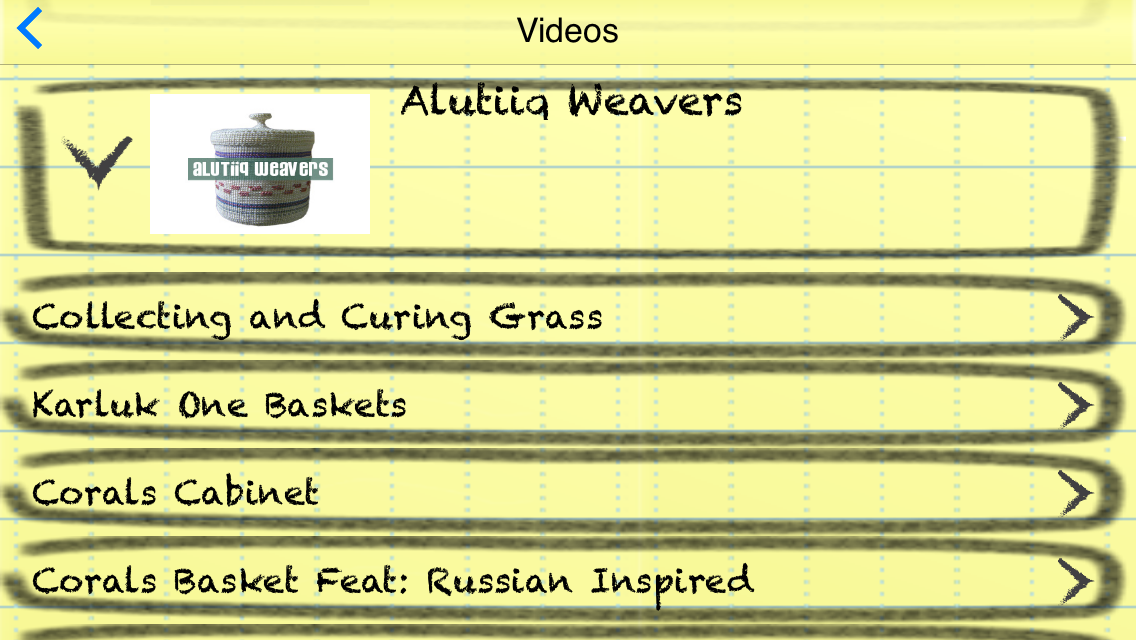 Videos
Alutiiq Weavers
ALUTiiq WEAVERS
Collecting and Curing Grass
Karluk One Baskets
Corals Cabinet
Corals Basket Feat: Russian Inspired